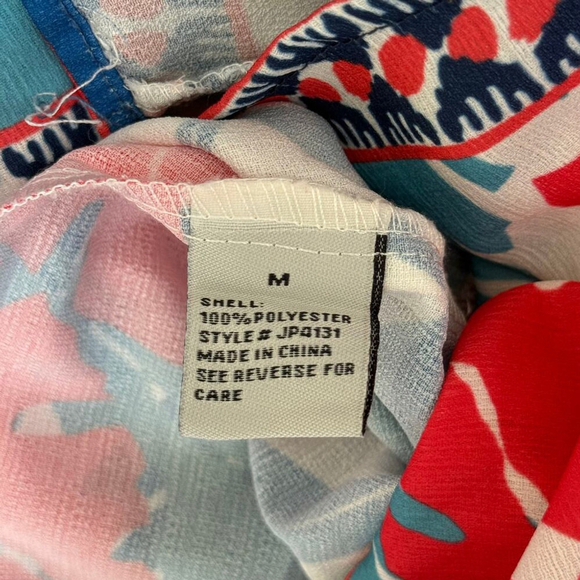 M
SHELL:
100% POLYESTER
STYLE # JP4131
MADE IN CHINA
SEE REVERSE FOR
CARE